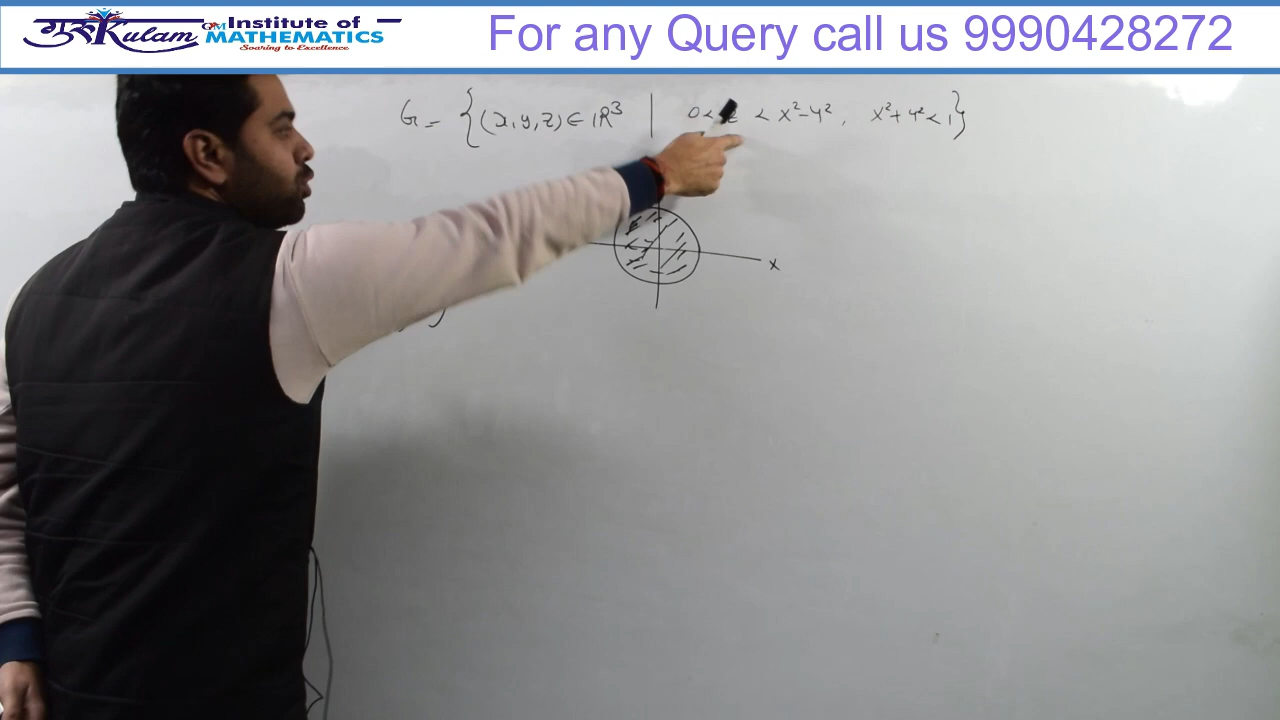 गुरुkulam GIM Institute of MATHEMATICS
Soaring to Excellence
For any Query call us 9990428272
G = {(x,y,z) ∈ ℝ³ | 0 < z < x²-y², x²+y² < 1}
x